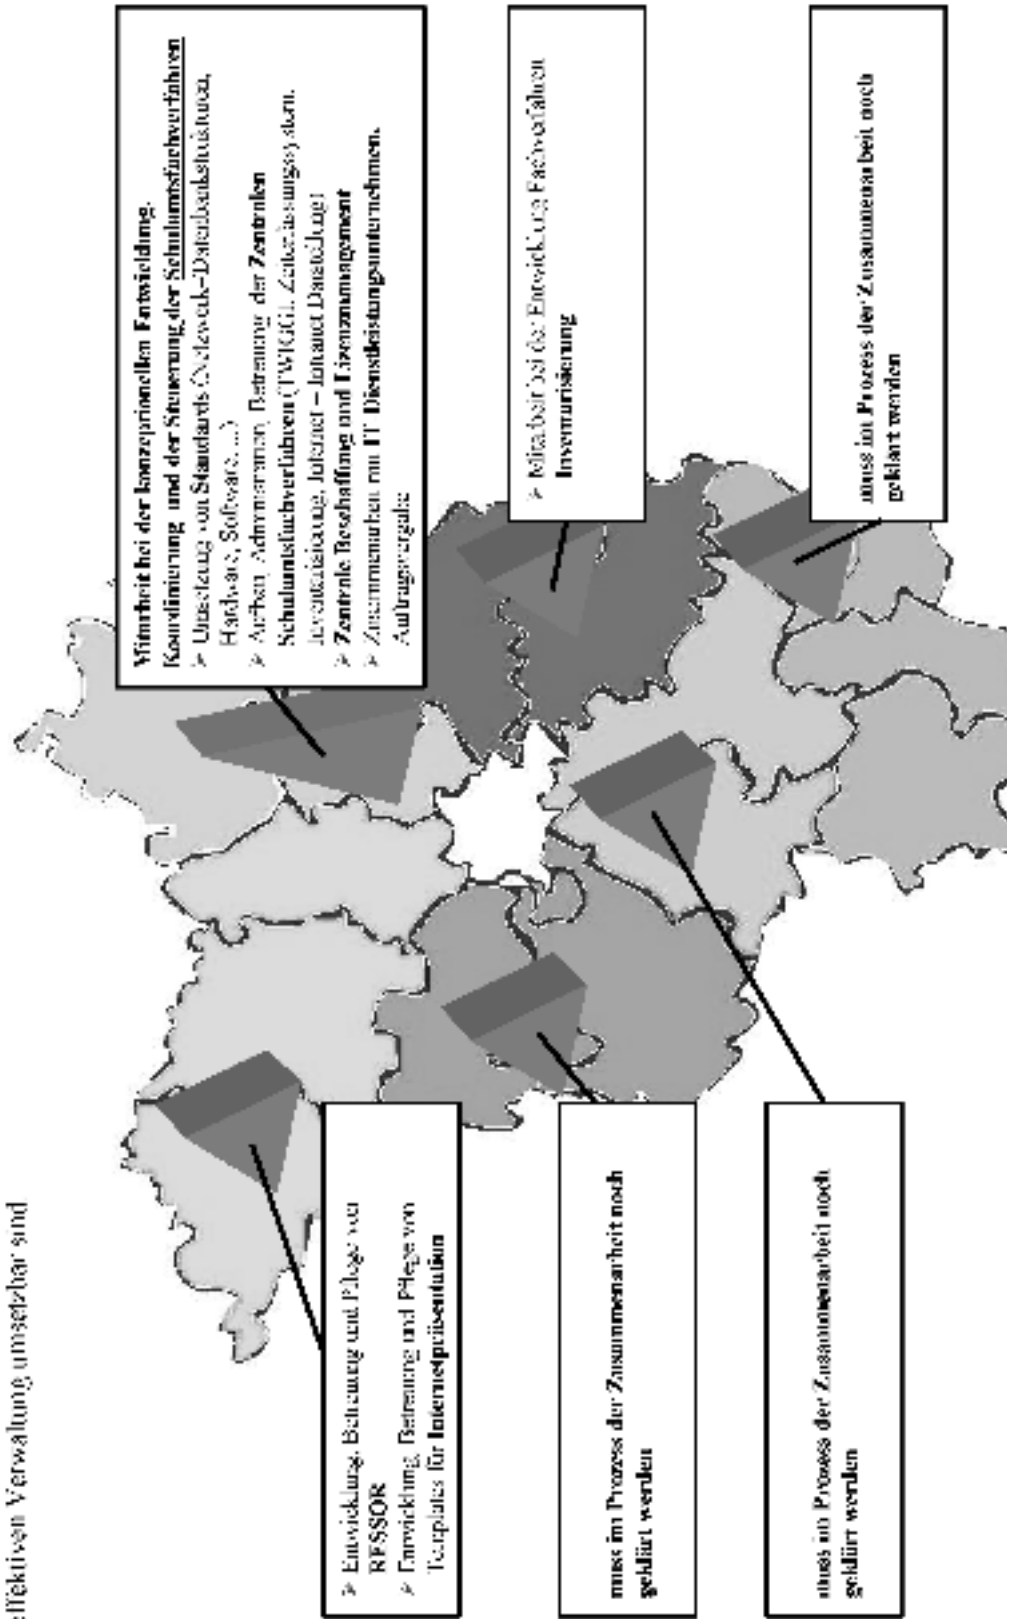 effektiven Verwaltung umsetzbar sind
➢ Entwicklung, Betreuung und Pflege von
RESSOR
➢ Entwicklung, Betreuung und Pflege von
Templates für Internetpräsentation
muss im Prozess der Zusammenarbeit noch
geklärt werden
muss im Prozess der Zusammenarbeit noch
geklärt werden
Mitarbeit bei der konzeptionellen Entwicklung,
Koordinierung und der Steuerung der Schulamtsfachverfahren
➢ Umsetzung von Standards (Netzwerk-Datenbankstrukturen,
Hardware, Software, ...)
➢ Aufbau, Administration, Betreuung der Zentralen
Schulamtsfachverfahren (TWIGGI, Zeiterfassungssystem,
Inventarisierung, Internet – Intranet Darstellung)
➢ Zentrale Beschaffung und Lizenzmanagement
➢ Zusammenarbeit mit IT Dienstleistungsunternehmen,
Auftragsvergabe
➢ Mitarbeit bei der Entwicklung Fachverfahren
Inventarisierung
muss im Prozess der Zusammenarbeit noch
geklärt werden